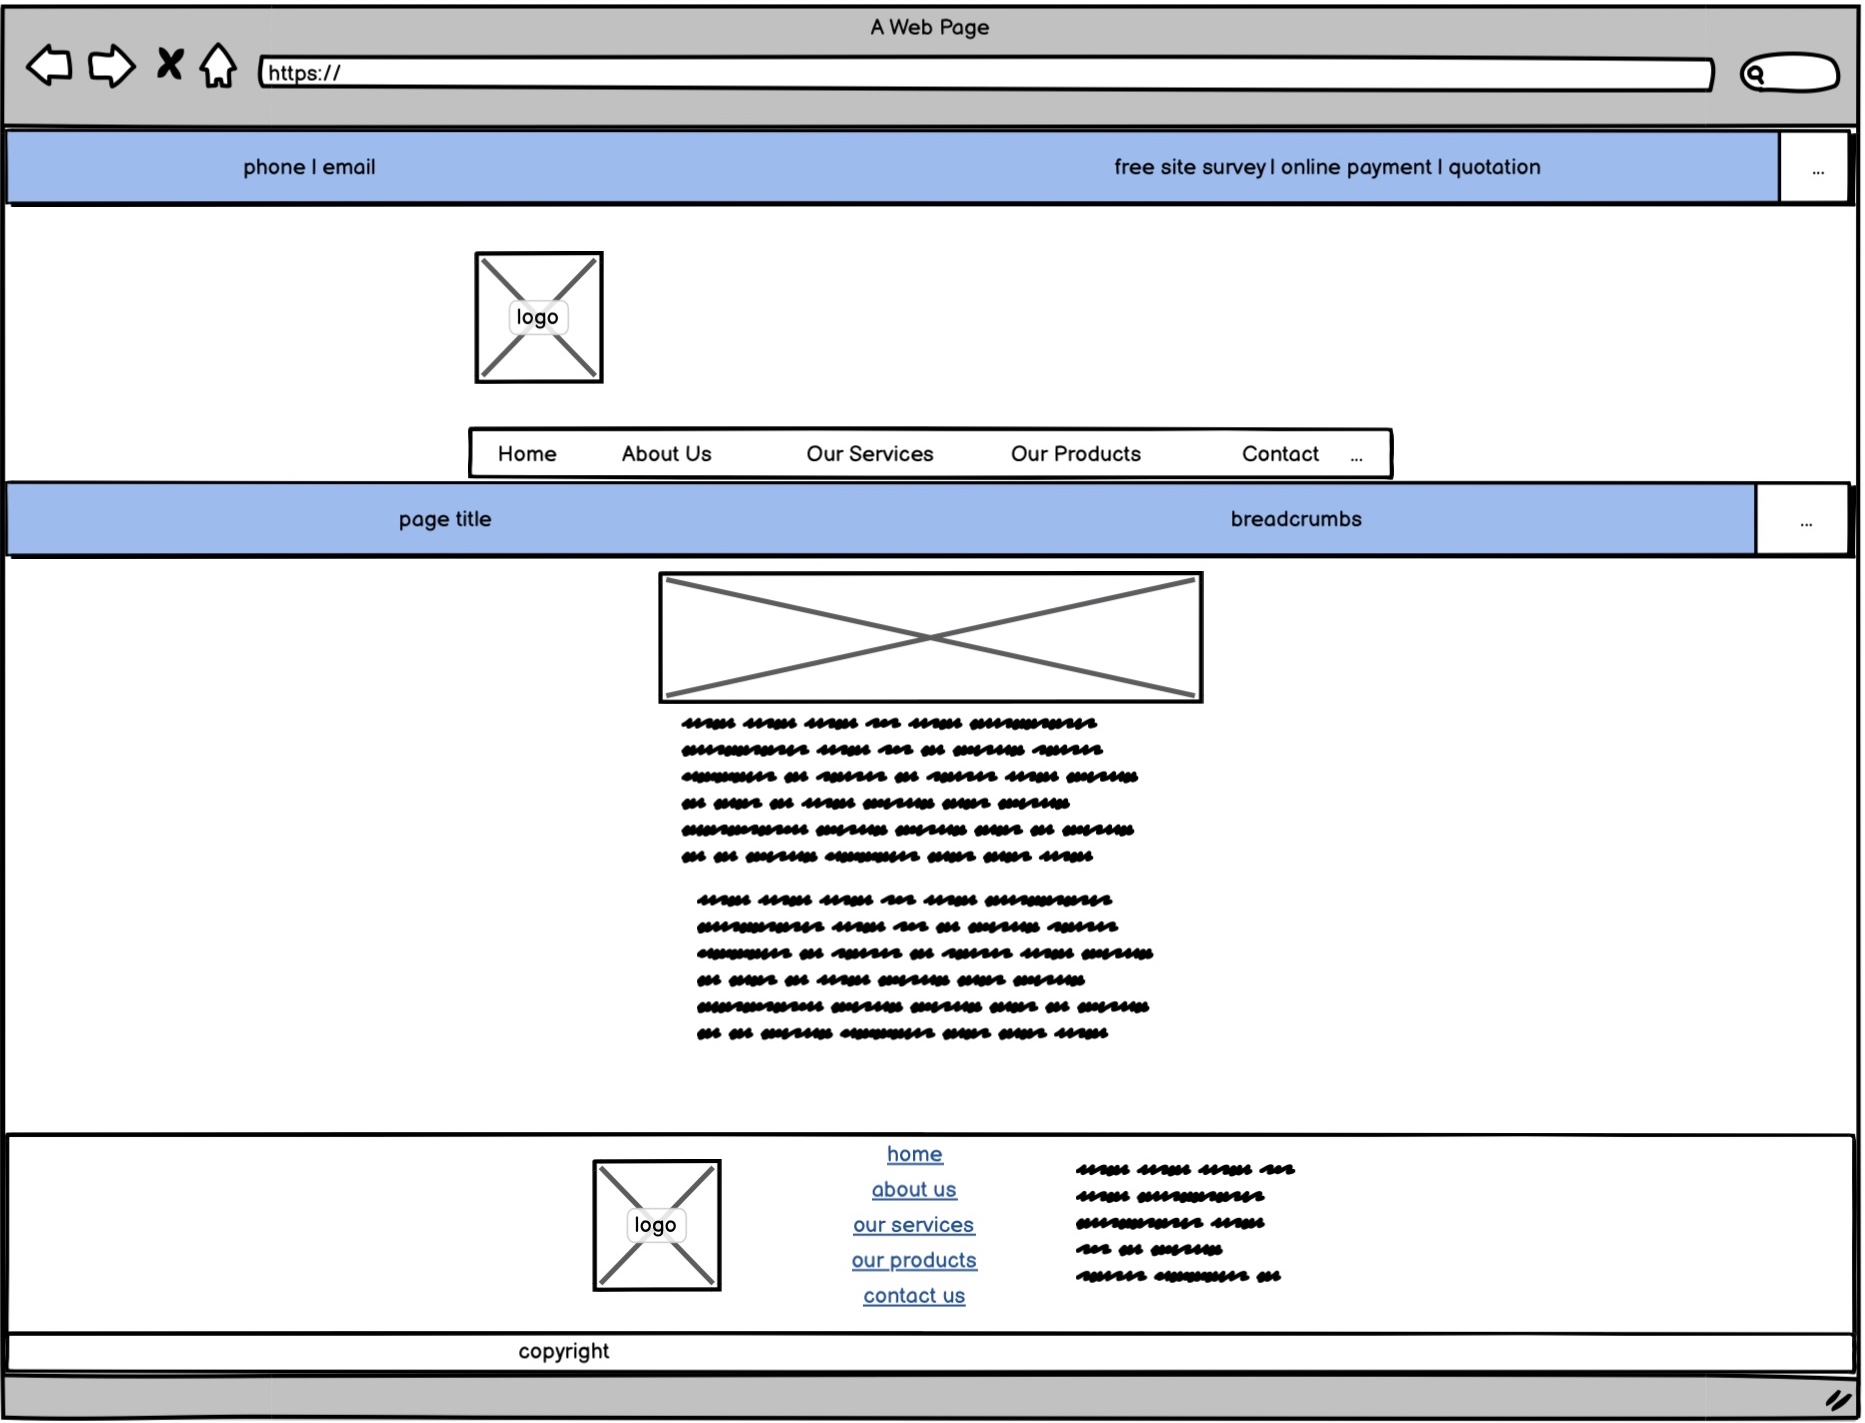 A Web Page
https://
phone | email
free site survey | online payment | quotation
...
logo
Home About Us Our Services Our Products Contact ...
page title
breadcrumbs
...
logo
home
about us
our services
our products
contact us
copyright